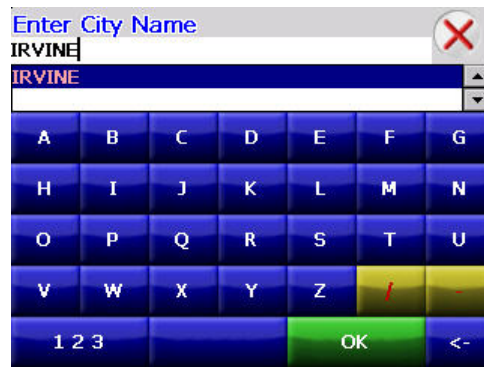 Enter City Name
IRVINE
IRVINE
A B C D E F G
H I J K L M N
O P Q R S T U
V W X Y Z / -
1 2 3 OK <-